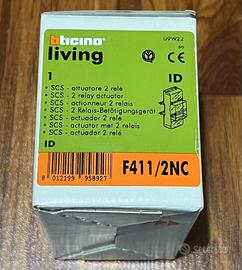 bticino
living
U9W22
1
ID
• SCS - attuatore 2 relè
• SCS - 2 relay actuator
• SCS - actionneur 2 relais
• SCS - 2 Relais-Betätigungsgerät
• SCS - actuador 2 relé
• SCS - actuator met 2 relais
• SCS - actuador 2 relé
ID
F411/2NC
8 012199 958927
subito